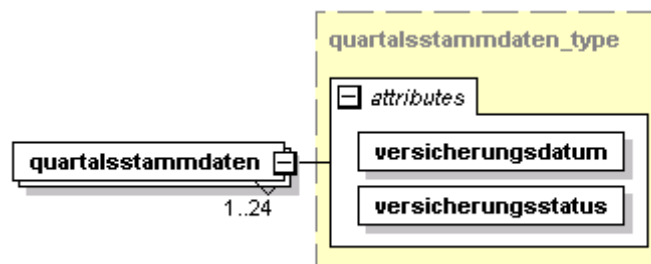 quartalsstammdaten_type
attributes
quartalsstammdaten
versicherungsdatum
versicherungsstatus
1..24